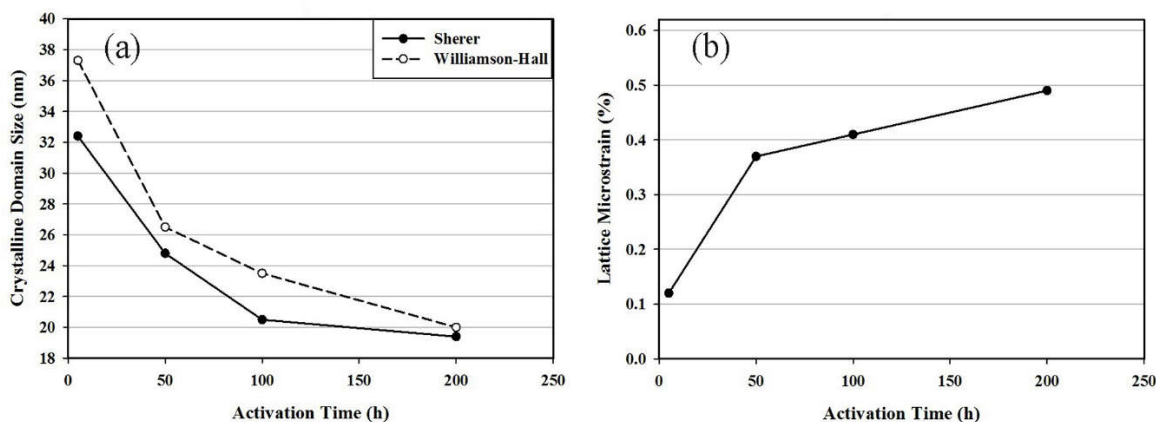 (a)
Sherer
Williamson-Hall
Crystalline Domain Size (nm)
40
38
36
34
32
30
28
26
24
22
20
18
0 50 100 150 200 250
Activation Time (h)
(b)
Lattice Microstrain (%)
0.6
0.5
0.4
0.3
0.2
0.1
0.0
0 50 100 150 200 250
Activation Time (h)